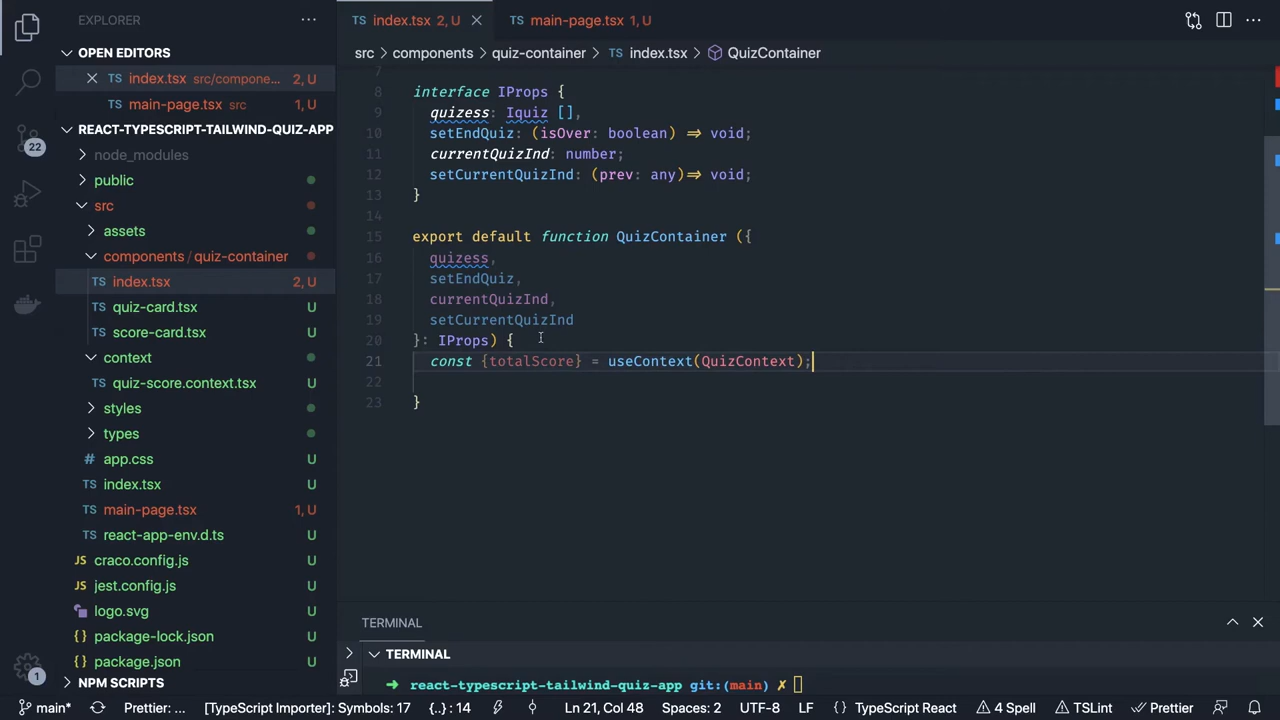 EXPLORER
index.tsx 2, U
main-page.tsx 1, U
OPEN EDITORS
src components quiz-container index.tsx QuizContainer
index.tsx src/compone... 2, U
main-page.tsx src 1, U
REACT-TYPESCRIPT-TAILWIND-QUIZ-APP
node_modules
public
src
assets
components / quiz-container
index.tsx 2, U
quiz-card.tsx U
score-card.tsx U
context
quiz-score.context.tsx U
styles
types
app.css U
index.tsx U
main-page.tsx 1, U
react-app-env.d.ts U
craco.config.js U
jest.config.js U
logo.svg U
package-lock.json U
package.json U
NPM SCRIPTS
22
1
7
8 interface IProps {
9 quizess: Iquiz [],
10 setEndQuiz: (isOver: boolean) => void;
11 currentQuizInd: number;
12 setCurrentQuizInd: (prev: any)=> void;
13 }
14
15 export default function QuizContainer ({
16 quizess,
17 setEndQuiz,
18 currentQuizInd,
19 setCurrentQuizInd
20 }: IProps) {
21 const {totalScore} = useContext(QuizContext);
22
23 }
TERMINAL
TERMINAL
react-typescript-tailwind-quiz-app git:(main) ✗
main* Prettier: ... [TypeScript Importer]: Symbols: 17 {..}: 14 Ln 21, Col 48 Spaces: 2 UTF-8 LF TypeScript React 4 Spell TSLint Prettier